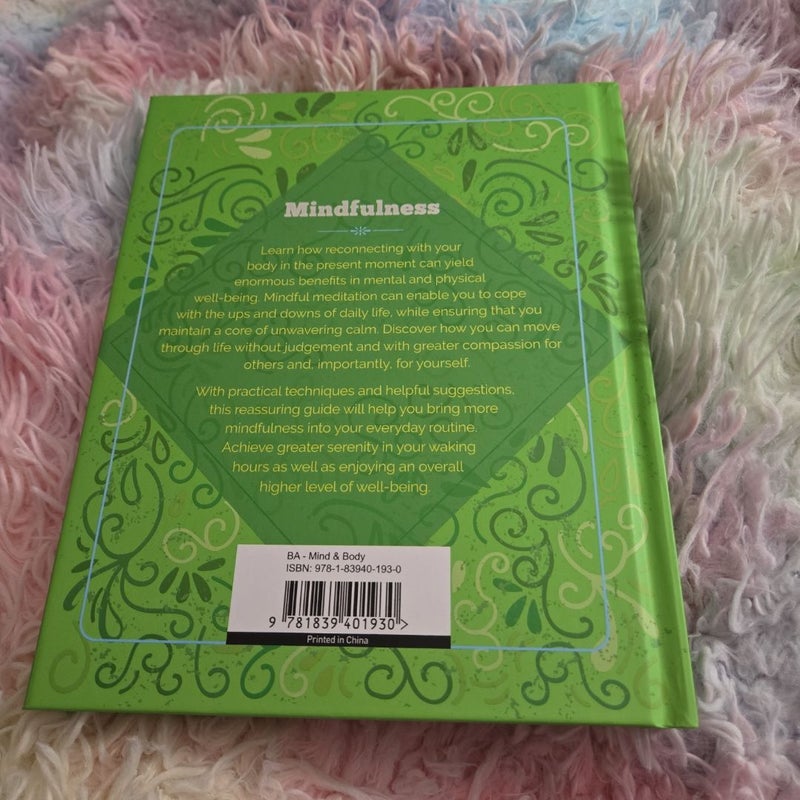 Mindfulness
Learn how reconnecting with your
body in the present moment can yield
enormous benefits in mental and physical
well-being. Mindful meditation can enable you to cope
with the ups and downs of daily life, while ensuring that you
maintain a core of unwavering calm. Discover how you can move
through life without judgement and with greater compassion for
others and, importantly, for yourself.
With practical techniques and helpful suggestions,
this reassuring guide will help you bring more
mindfulness into your everyday routine.
Achieve greater serenity in your waking
hours as well as enjoying an overall
higher level of well-being.
BA - Mind & Body
ISBN: 978-1-83940-193-0
9 781839 401930 >
Printed in China